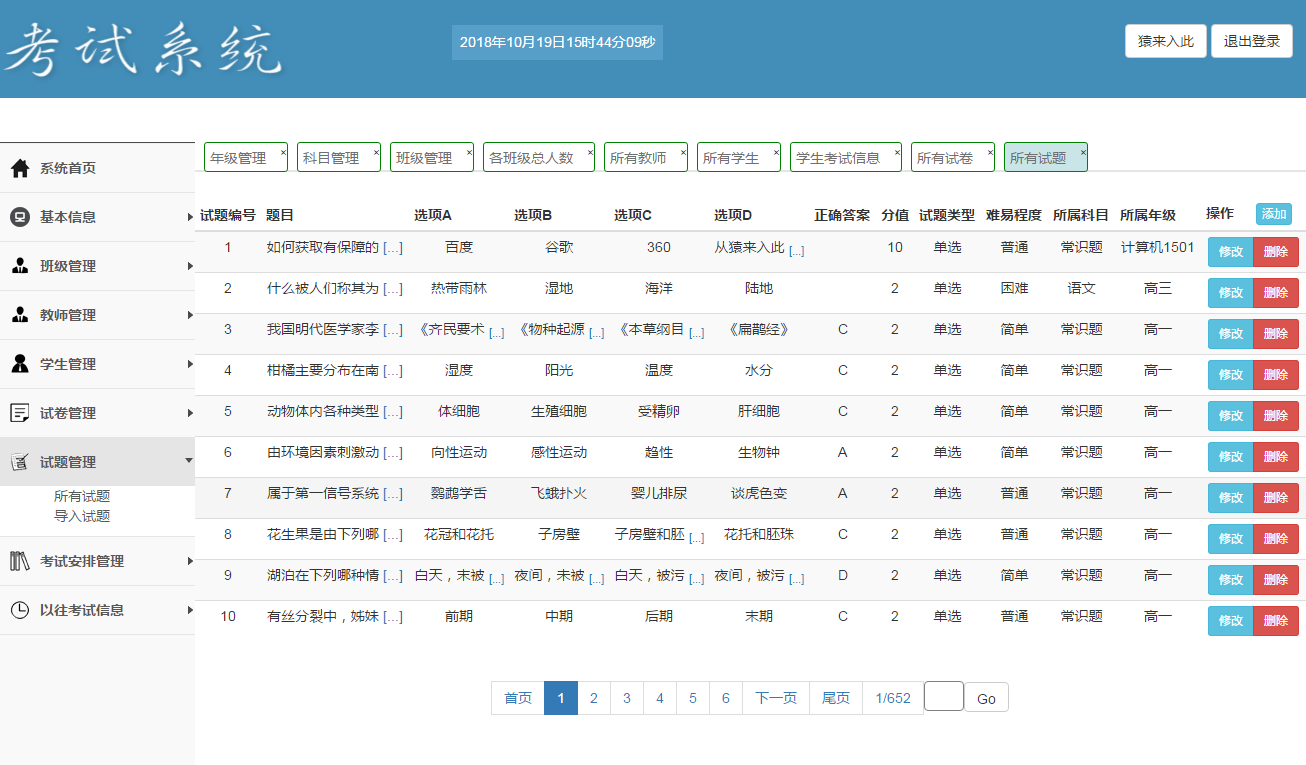 考试系统
2018年10月19日15时44分09秒
猿来入此 退出登录
年级管理 × 科目管理 × 班级管理 × 各班级总人数 × 所有教师 × 所有学生 × 学生考试信息 × 所有试卷 × 所有试题 ×
系统首页
基本信息
班级管理
教师管理
学生管理
试卷管理
试题管理
所有试题
导入试题
考试安排管理
以往考试信息
试题编号 题目 选项A 选项B 选项C 选项D 正确答案 分值 试题类型 难易程度 所属科目 所属年级 操作 添加
1 如何获取有保障的 [...] 百度 谷歌 360 从猿来入此 [...] 10 单选 普通 常识题 计算机1501 修改 删除
2 什么被人们称其为 [...] 热带雨林 湿地 海洋 陆地 2 单选 困难 语文 高三 修改 删除
3 我国明代医学家李 [...] 《齐民要术 [...] 《物种起源 [...] 《本草纲目 [...] 《扁鹊经》 C 2 单选 简单 常识题 高一 修改 删除
4 柑橘主要分布在南 [...] 湿度 阳光 温度 水分 C 2 单选 简单 常识题 高一 修改 删除
5 动物体内各种类型 [...] 体细胞 生殖细胞 受精卵 肝细胞 C 2 单选 简单 常识题 高一 修改 删除
6 由环境因素刺激动 [...] 向性运动 感性运动 趋性 生物钟 A 2 单选 简单 常识题 高一 修改 删除
7 属于第一信号系统 [...] 鹦鹉学舌 飞蛾扑火 婴儿排尿 谈虎色变 A 2 单选 普通 常识题 高一 修改 删除
8 花生果是由下列哪 [...] 花冠和花托 子房壁 子房壁和胚 [...] 花托和胚珠 C 2 单选 普通 常识题 高一 修改 删除
9 湖泊在下列哪种情 [...] 白天，未被 [...] 夜间，未被 [...] 白天，被污 [...] 夜间，被污 [...] D 2 单选 简单 常识题 高一 修改 删除
10 有丝分裂中，姊妹 [...] 前期 中期 后期 末期 C 2 单选 普通 常识题 高一 修改 删除
首页 1 2 3 4 5 6 下一页 尾页 1/652 Go